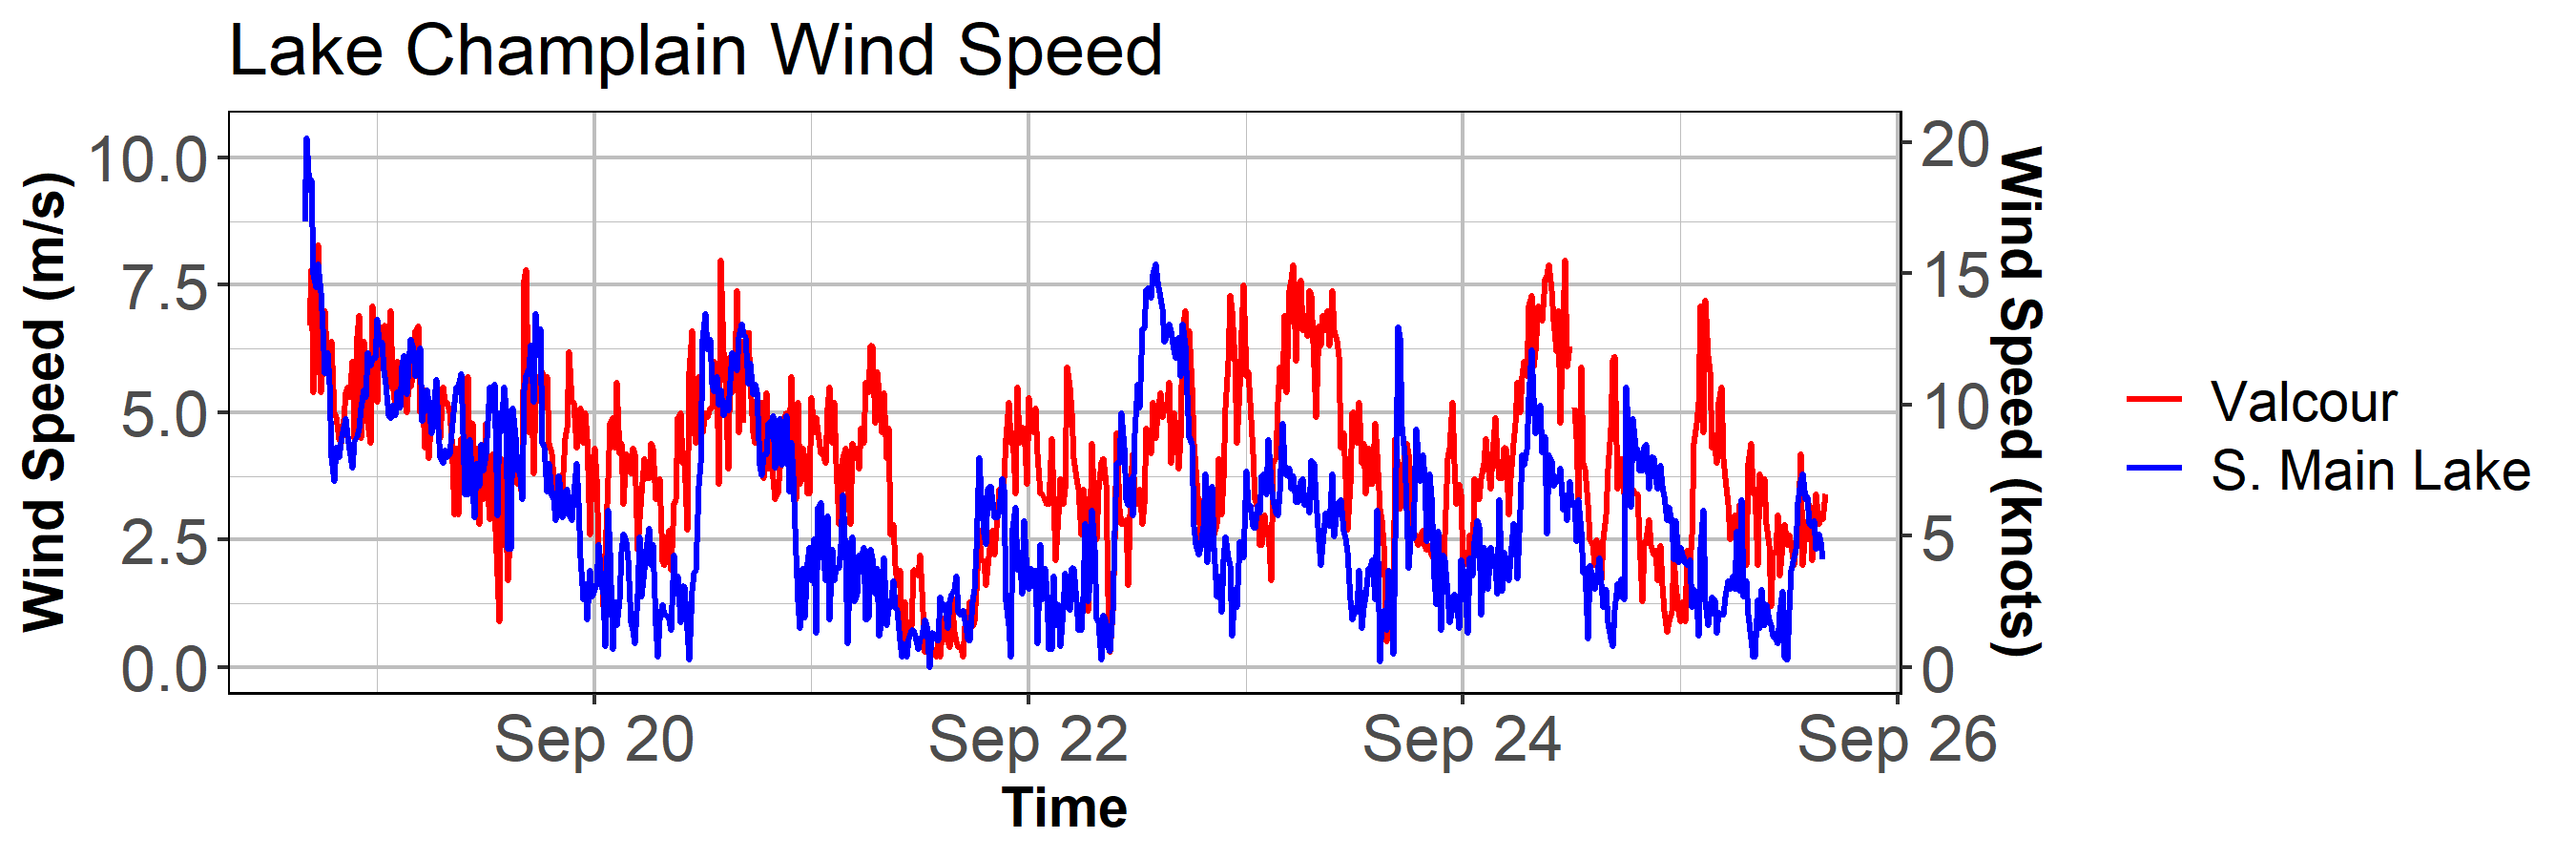 Lake Champlain Wind Speed
Wind Speed (m/s)
10.0
7.5
5.0
2.5
0.0
20
15
10
5
0
Wind Speed (knots)
Sep 20
Sep 22
Sep 24
Sep 26
Time
Valcour
S. Main Lake